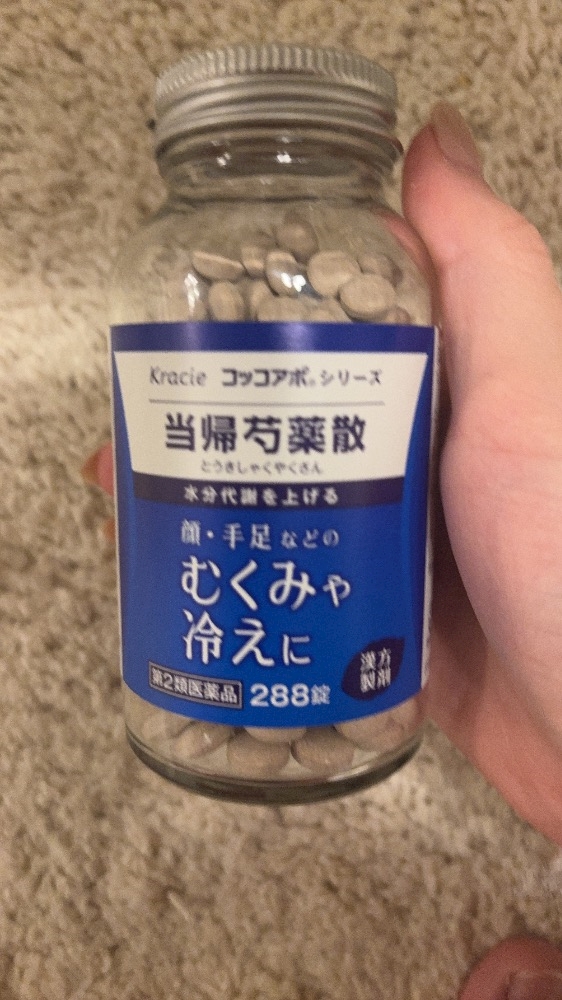 Kracie コッコアポ®シリーズ
当帰芍薬散
とうきしゃくやくさん
水分代謝を上げる
顔・手足などの
むくみや
冷えに
漢方
製剤
第2類医薬品 288錠